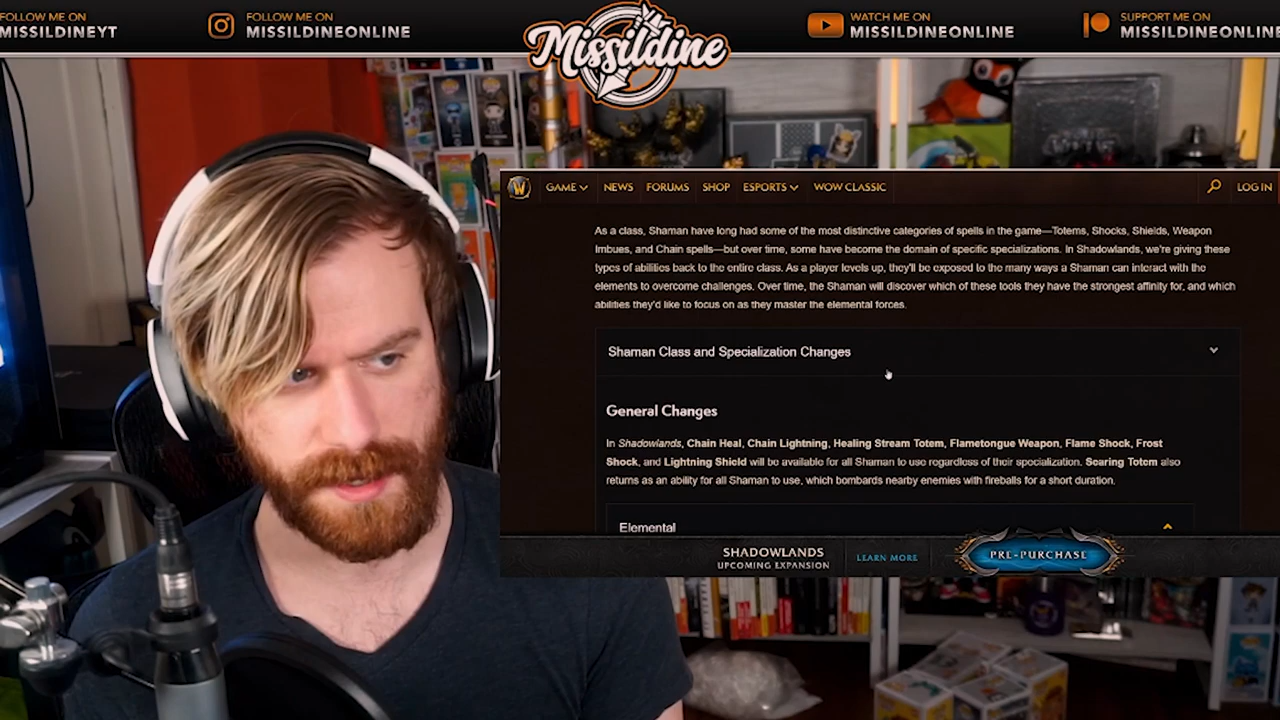 FOLLOW ME ON
MISSILDINEYT
FOLLOW ME ON
MISSILDINEONLINE
Missildine
WATCH ME ON
MISSILDINEONLINE
SUPPORT ME ON
MISSILDINEONLINE
W GAME NEWS FORUMS SHOP ESPORTS WOW CLASSIC LOG IN
As a class, Shaman have long had some of the most distinctive categories of spells in the game—Totems, Shocks, Shields, Weapon
Imbues, and Chain spells—but over time, some have become the domain of specific specializations. In Shadowlands, we're giving these
types of abilities back to the entire class. As a player levels up, they'll be exposed to the many ways a Shaman can interact with the
elements to overcome challenges. Over time, the Shaman will discover which of these tools they have the strongest affinity for, and which
abilities they'd like to focus on as they master the elemental forces.
Shaman Class and Specialization Changes
General Changes
In Shadowlands, Chain Heal, Chain Lightning, Healing Stream Totem, Flametongue Weapon, Flame Shock, Frost
Shock, and Lightning Shield will be available for all Shaman to use regardless of their specialization. Searing Totem also
returns as an ability for all Shaman to use, which bombards nearby enemies with fireballs for a short duration.
Elemental
SHADOWLANDS
UPCOMING EXPANSION
LEARN MORE
PRE-PURCHASE